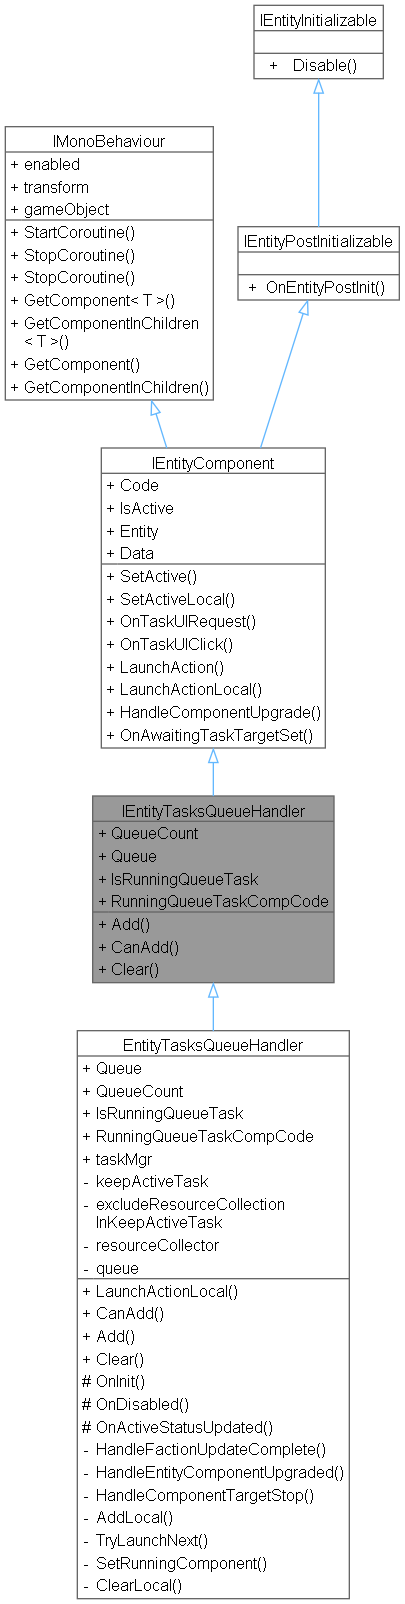 IEntityInitializable
+ Disable()
IMonoBehaviour
+ enabled
+ transform
+ gameObject
+ StartCoroutine()
+ StopCoroutine()
+ StopCoroutine()
+ GetComponent< T >()
+ GetComponentInChildren
< T >()
+ GetComponent()
+ GetComponentInChildren()
IEntityPostInitializable
+ OnEntityPostInit()
IEntityComponent
+ Code
+ IsActive
+ Entity
+ Data
+ SetActive()
+ SetActiveLocal()
+ OnTaskUIRequest()
+ OnTaskUIClick()
+ LaunchAction()
+ LaunchActionLocal()
+ HandleComponentUpgrade()
+ OnAwaitingTaskTargetSet()
IEntityTasksQueueHandler
+ QueueCount
+ Queue
+ IsRunningQueueTask
+ RunningQueueTaskCompCode
+ Add()
+ CanAdd()
+ Clear()
EntityTasksQueueHandler
+ Queue
+ QueueCount
+ IsRunningQueueTask
+ RunningQueueTaskCompCode
+ taskMgr
- keepActiveTask
- excludeResourceCollection
InKeepActiveTask
- resourceCollector
- queue
+ LaunchActionLocal()
+ CanAdd()
+ Add()
+ Clear()
# OnInit()
# OnDisabled()
# OnActiveStatusUpdated()
- HandleFactionUpdateComplete()
- HandleEntityComponentUpgraded()
- HandleComponentTargetStop()
- AddLocal()
- TryLaunchNext()
- SetRunningComponent()
- ClearLocal()